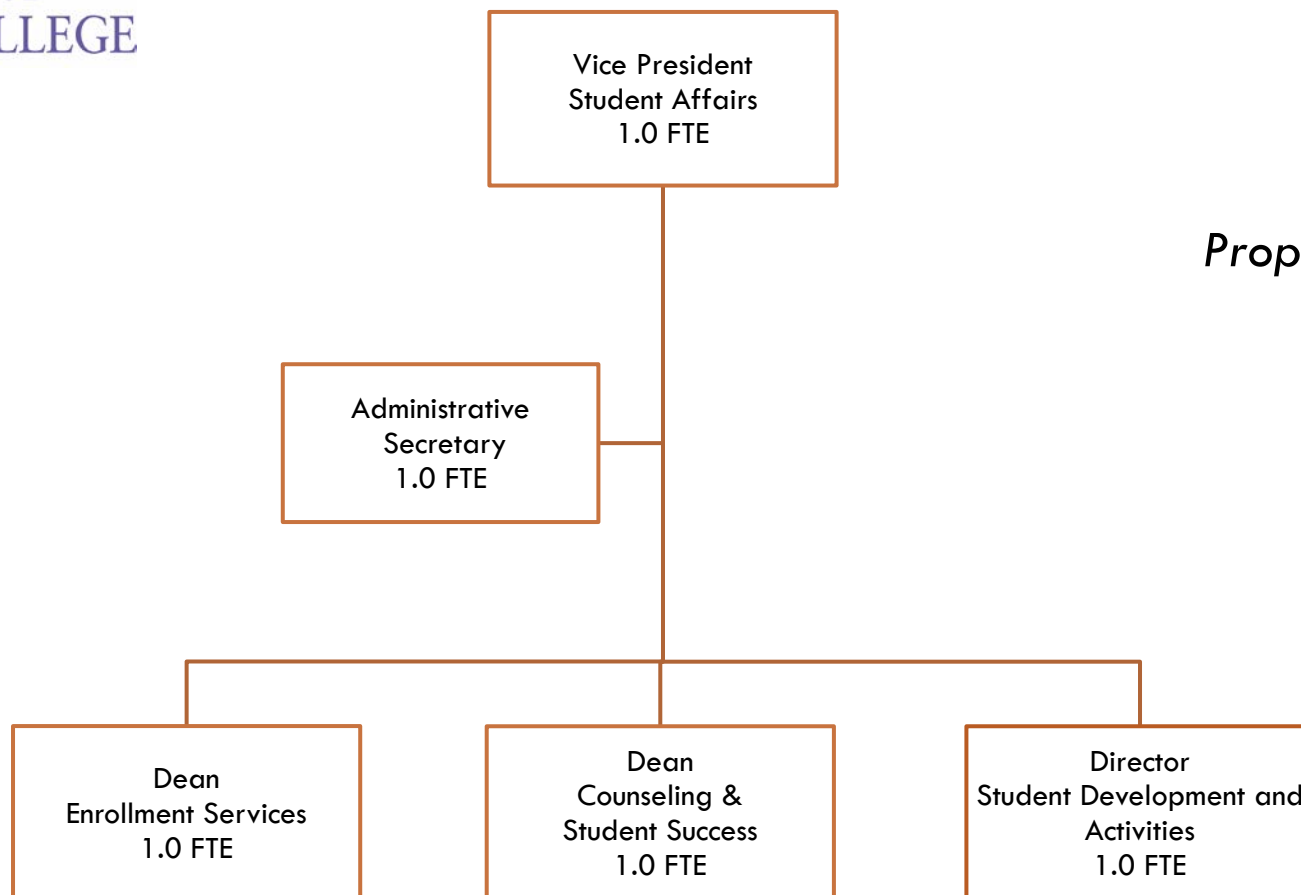 LLEGE
Vice President
Student Affairs
1.0 FTE
Prop
Administrative
Secretary
1.0 FTE
Dean
Enrollment Services
1.0 FTE
Dean
Counseling &
Student Success
1.0 FTE
Director
Student Development and
Activities
1.0 FTE